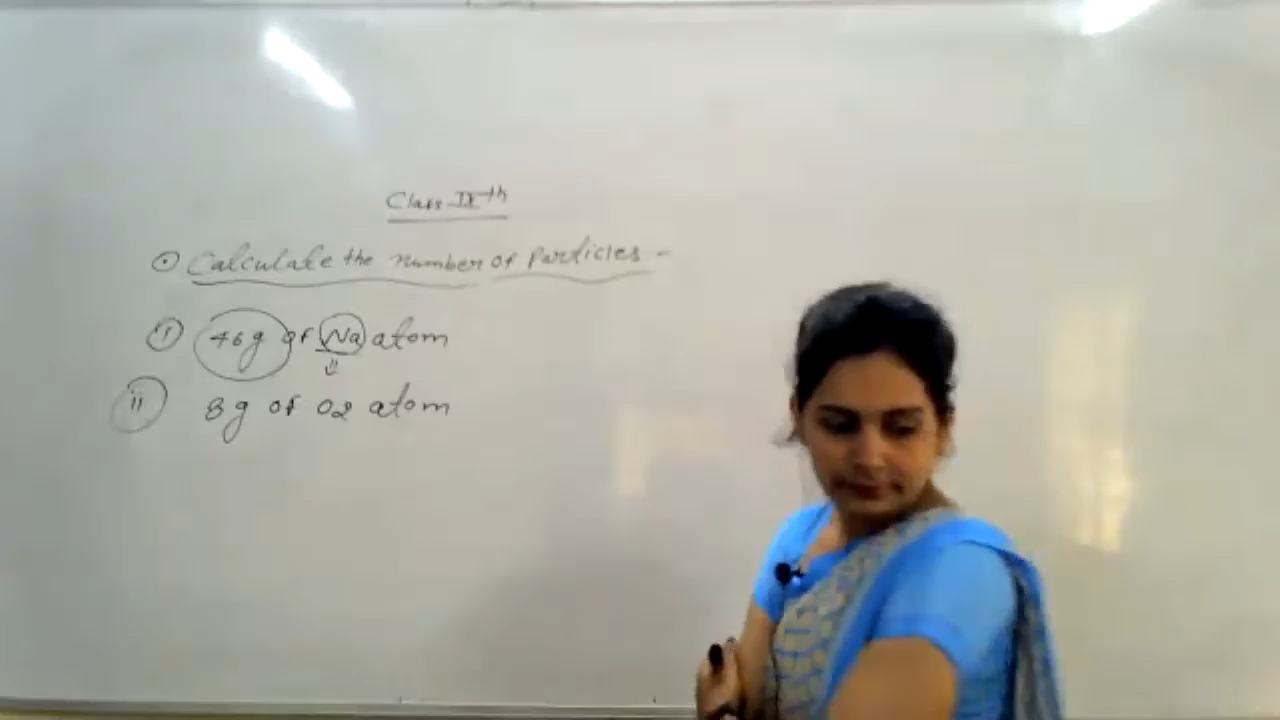 Class-IXth
Calculate the number of Particles -
(i) 46g of Na atom
(ii) 8g of O2 atom